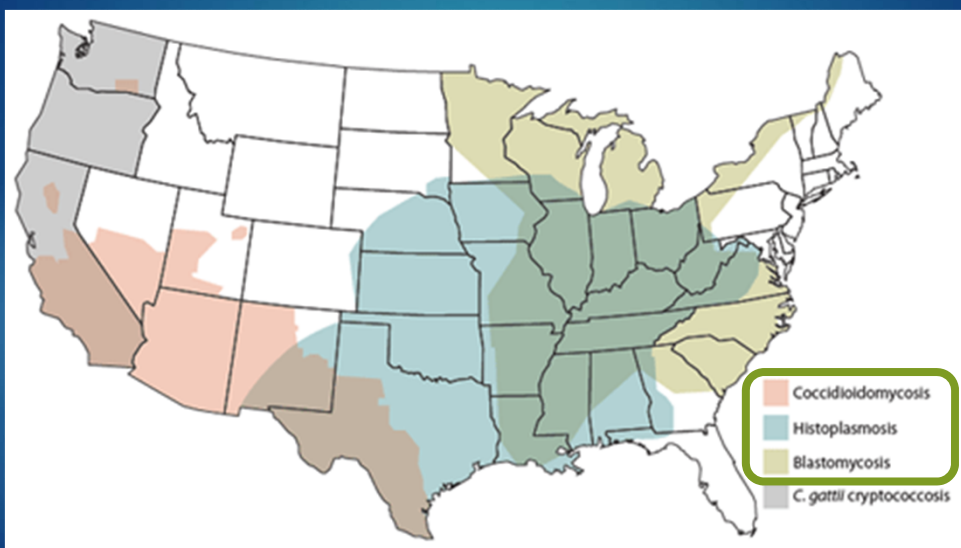 Coccidioidomycosis
Histoplasmosis
Blastomycosis
C. gattii cryptococcosis